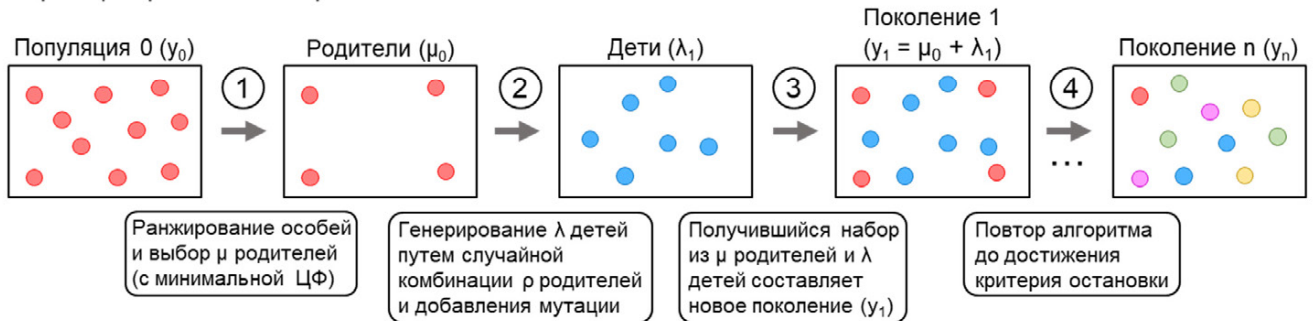 Популяция 0 (y₀)
Родители (μ₀)
Дети (λ₁)
Поколение 1
(y₁ = μ₀ + λ₁)
Поколение n (yₙ)
1
2
3
4
...
Ранжирование особей
и выбор μ родителей
(с минимальной ЦФ)
Генерирование λ детей
путем случайной
комбинации ρ родителей
и добавления мутации
Получившийся набор
из μ родителей и λ
детей составляет
новое поколение (y₁)
Повтор алгоритма
до достижения
критерия остановки